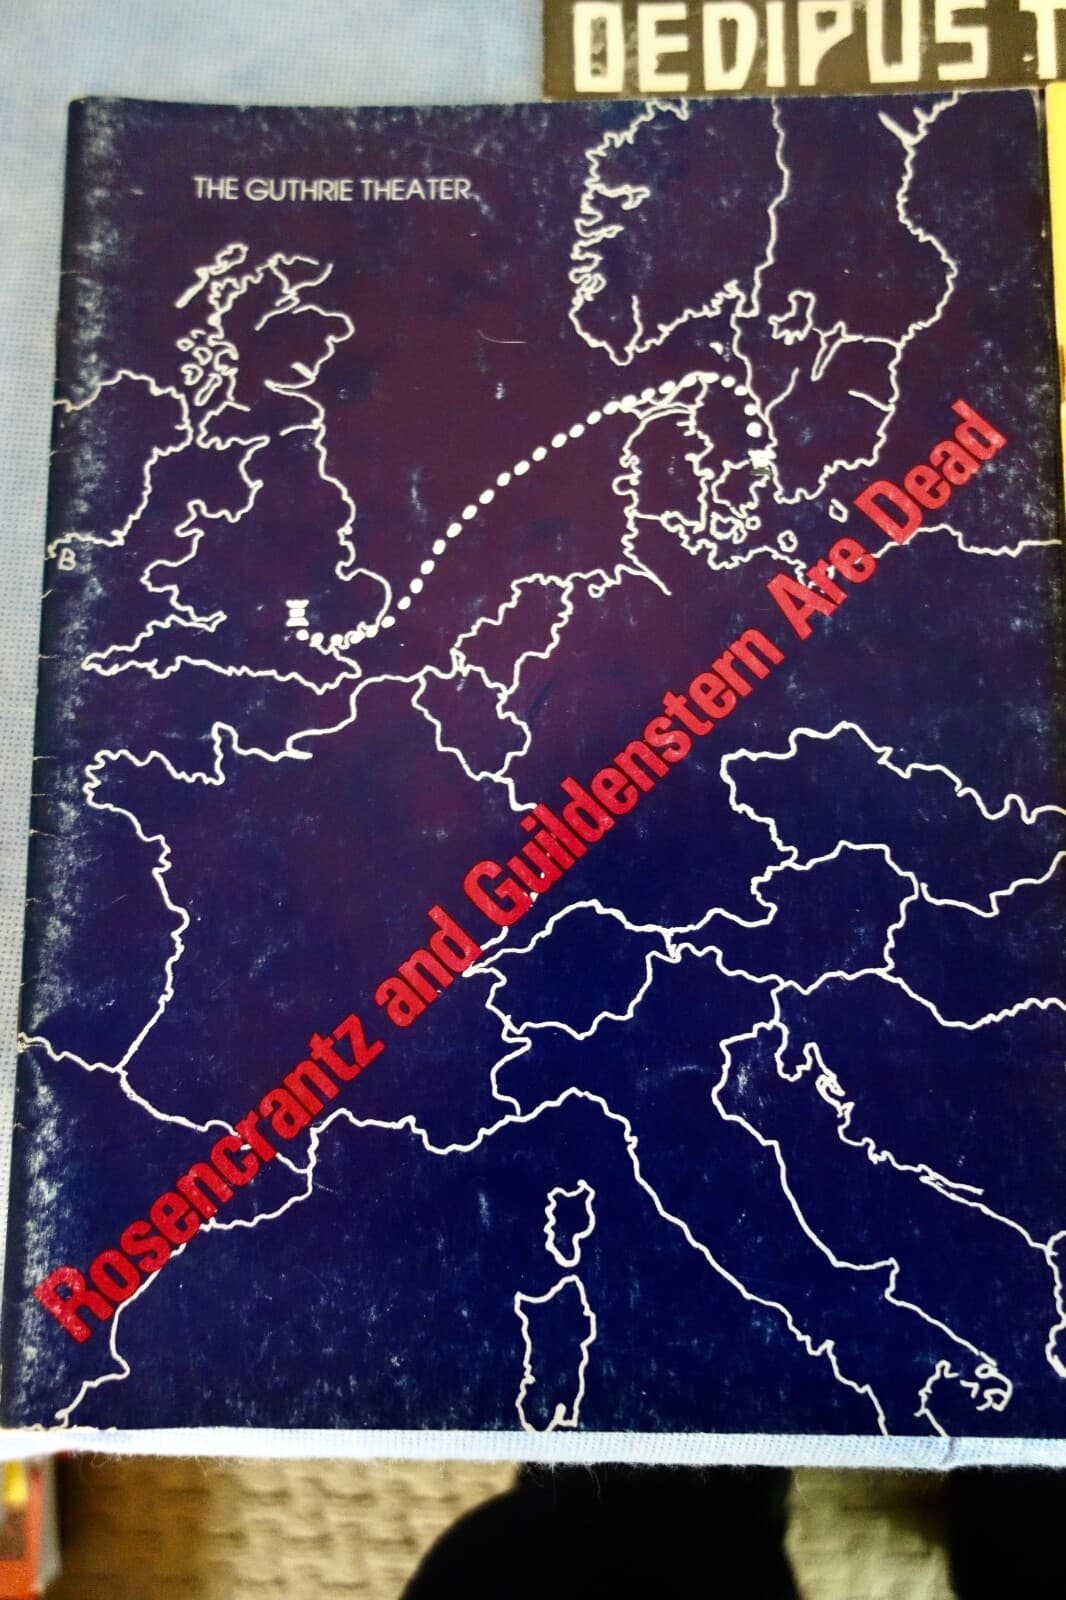 OEDIPUS T
THE GUTHRIE THEATER
B
Rosencrantz and Guildenstern Are Dead